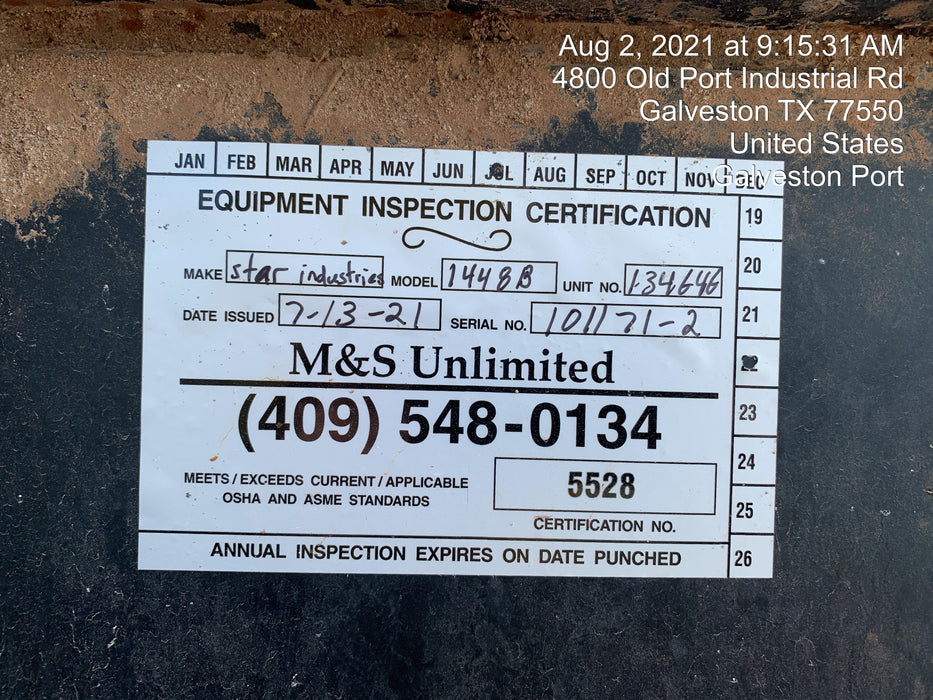 Aug 2, 2021 at 9:15:31 AM
4800 Old Port Industrial Rd
Galveston TX 77550
United States
Galveston Port
JAN FEB MAR APR MAY JUN JUL AUG SEP OCT NOV DEC
EQUIPMENT INSPECTION CERTIFICATION
MAKE star industries MODEL 1448B UNIT NO. 134646
DATE ISSUED 7-13-21 SERIAL NO. 101171-2
M&S Unlimited
(409) 548-0134
MEETS / EXCEEDS CURRENT / APPLICABLE
OSHA AND ASME STANDARDS
5528
CERTIFICATION NO.
ANNUAL INSPECTION EXPIRES ON DATE PUNCHED
19
20
21
23
24
25
26